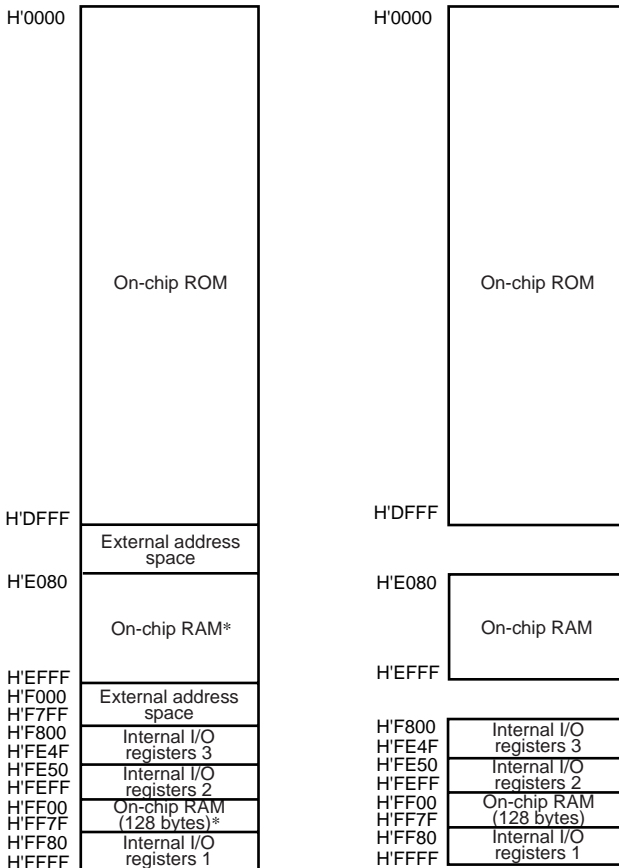 H'0000
On-chip ROM
H'DFFF
External address
space
H'E080
On-chip RAM*
H'EFFF
H'F000
External address
space
H'F7FF
H'F800
Internal I/O
registers 3
H'FE4F
H'FE50
Internal I/O
registers 2
H'FEFF
H'FF00
On-chip RAM
(128 bytes)*
H'FF7F
H'FF80
Internal I/O
registers 1
H'FFFF
H'0000
On-chip ROM
H'DFFF
H'E080
On-chip RAM
H'EFFF
H'F800
Internal I/O
registers 3
H'FE4F
H'FE50
Internal I/O
registers 2
H'FEFF
H'FF00
On-chip RAM
(128 bytes)
H'FF7F
H'FF80
Internal I/O
registers 1
H'FFFF